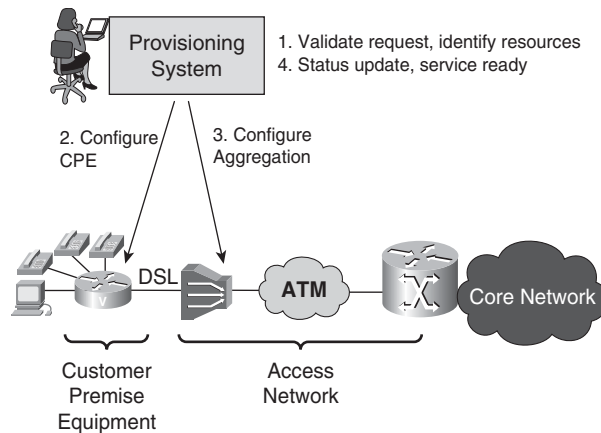 Provisioning
System
1. Validate request, identify resources
4. Status update, service ready
2. Configure
CPE
3. Configure
Aggregation
DSL
V
ATM
Core Network
Customer
Premise
Equipment
Access
Network